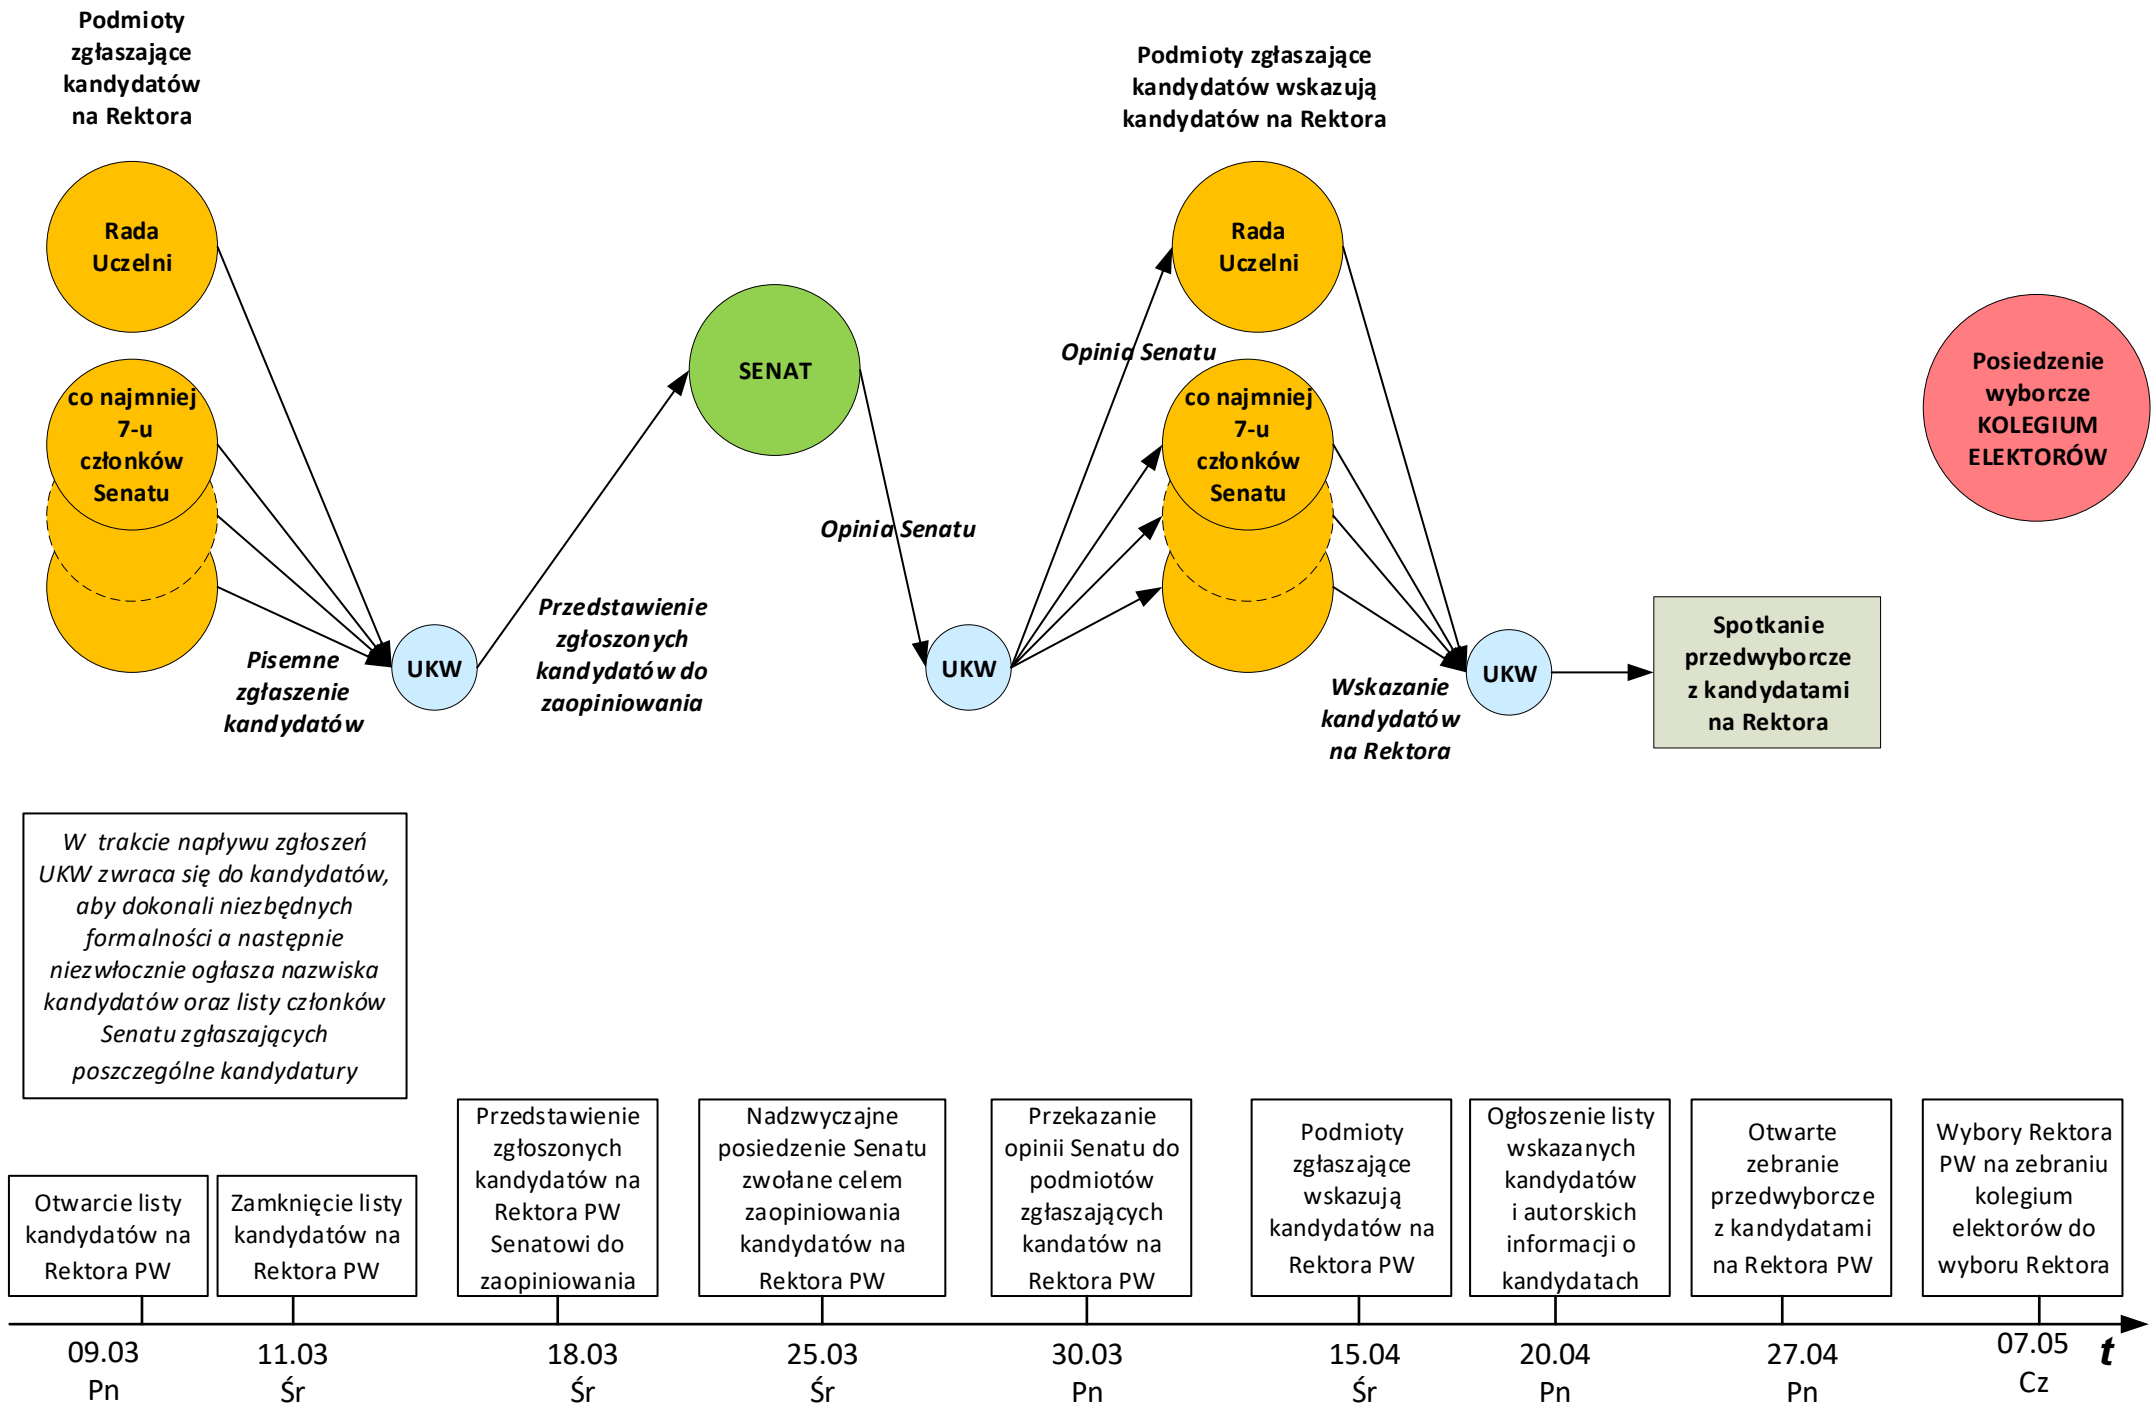 Podmioty
zgłaszające
kandydatów
na Rektora
Podmioty zgłaszające
kandydatów wskazują
kandydatów na Rektora
Rada
Uczelni
co najmniej
7-u
członków
Senatu
Pisemne
zgłaszenie
kandydatów
UKW
Przedstawienie
zgłoszonych
kandydatów do
zaopiniowania
SENAT
Opinia Senatu
UKW
Opinia Senatu
Rada
Uczelni
co najmniej
7-u
członków
Senatu
Wskazanie
kandydatów
na Rektora
UKW
Spotkanie
przedwyborcze
z kandydatami
na Rektora
Posiedzenie
wyborcze
KOLEGIUM
ELEKTORÓW
W trakcie napływu zgłoszeń
UKW zwraca się do kandydatów,
aby dokonali niezbędnych
formalności a następnie
niezwłocznie ogłasza nazwiska
kandydatów oraz listy członków
Senatu zgłaszających
poszczególne kandydatury
Otwarcie listy
kandydatów na
Rektora PW
Zamknięcie listy
kandydatów na
Rektora PW
Przedstawienie
zgłoszonych
kandydatów na
Rektora PW
Senatowi do
zaopiniowania
Nadzwyczajne
posiedzenie Senatu
zwołane celem
zaopiniowania
kandydatów na
Rektora PW
Przekazanie
opinii Senatu do
podmiotów
zgłaszających
kandatów na
Rektora PW
Podmioty
zgłaszające
wskazują
kandydatów na
Rektora PW
Ogłoszenie listy
wskazanych
kandydatów
i autorskich
informacji o
kandydatach
Otwarte
zebranie
przedwyborcze
z kandydatami
na Rektora PW
Wybory Rektora
PW na zebraniu
kolegium
elektorów do
wyboru Rektora
09.03
Pn
11.03
Śr
18.03
Śr
25.03
Śr
30.03
Pn
15.04
Śr
20.04
Pn
27.04
Pn
07.05
Cz
t